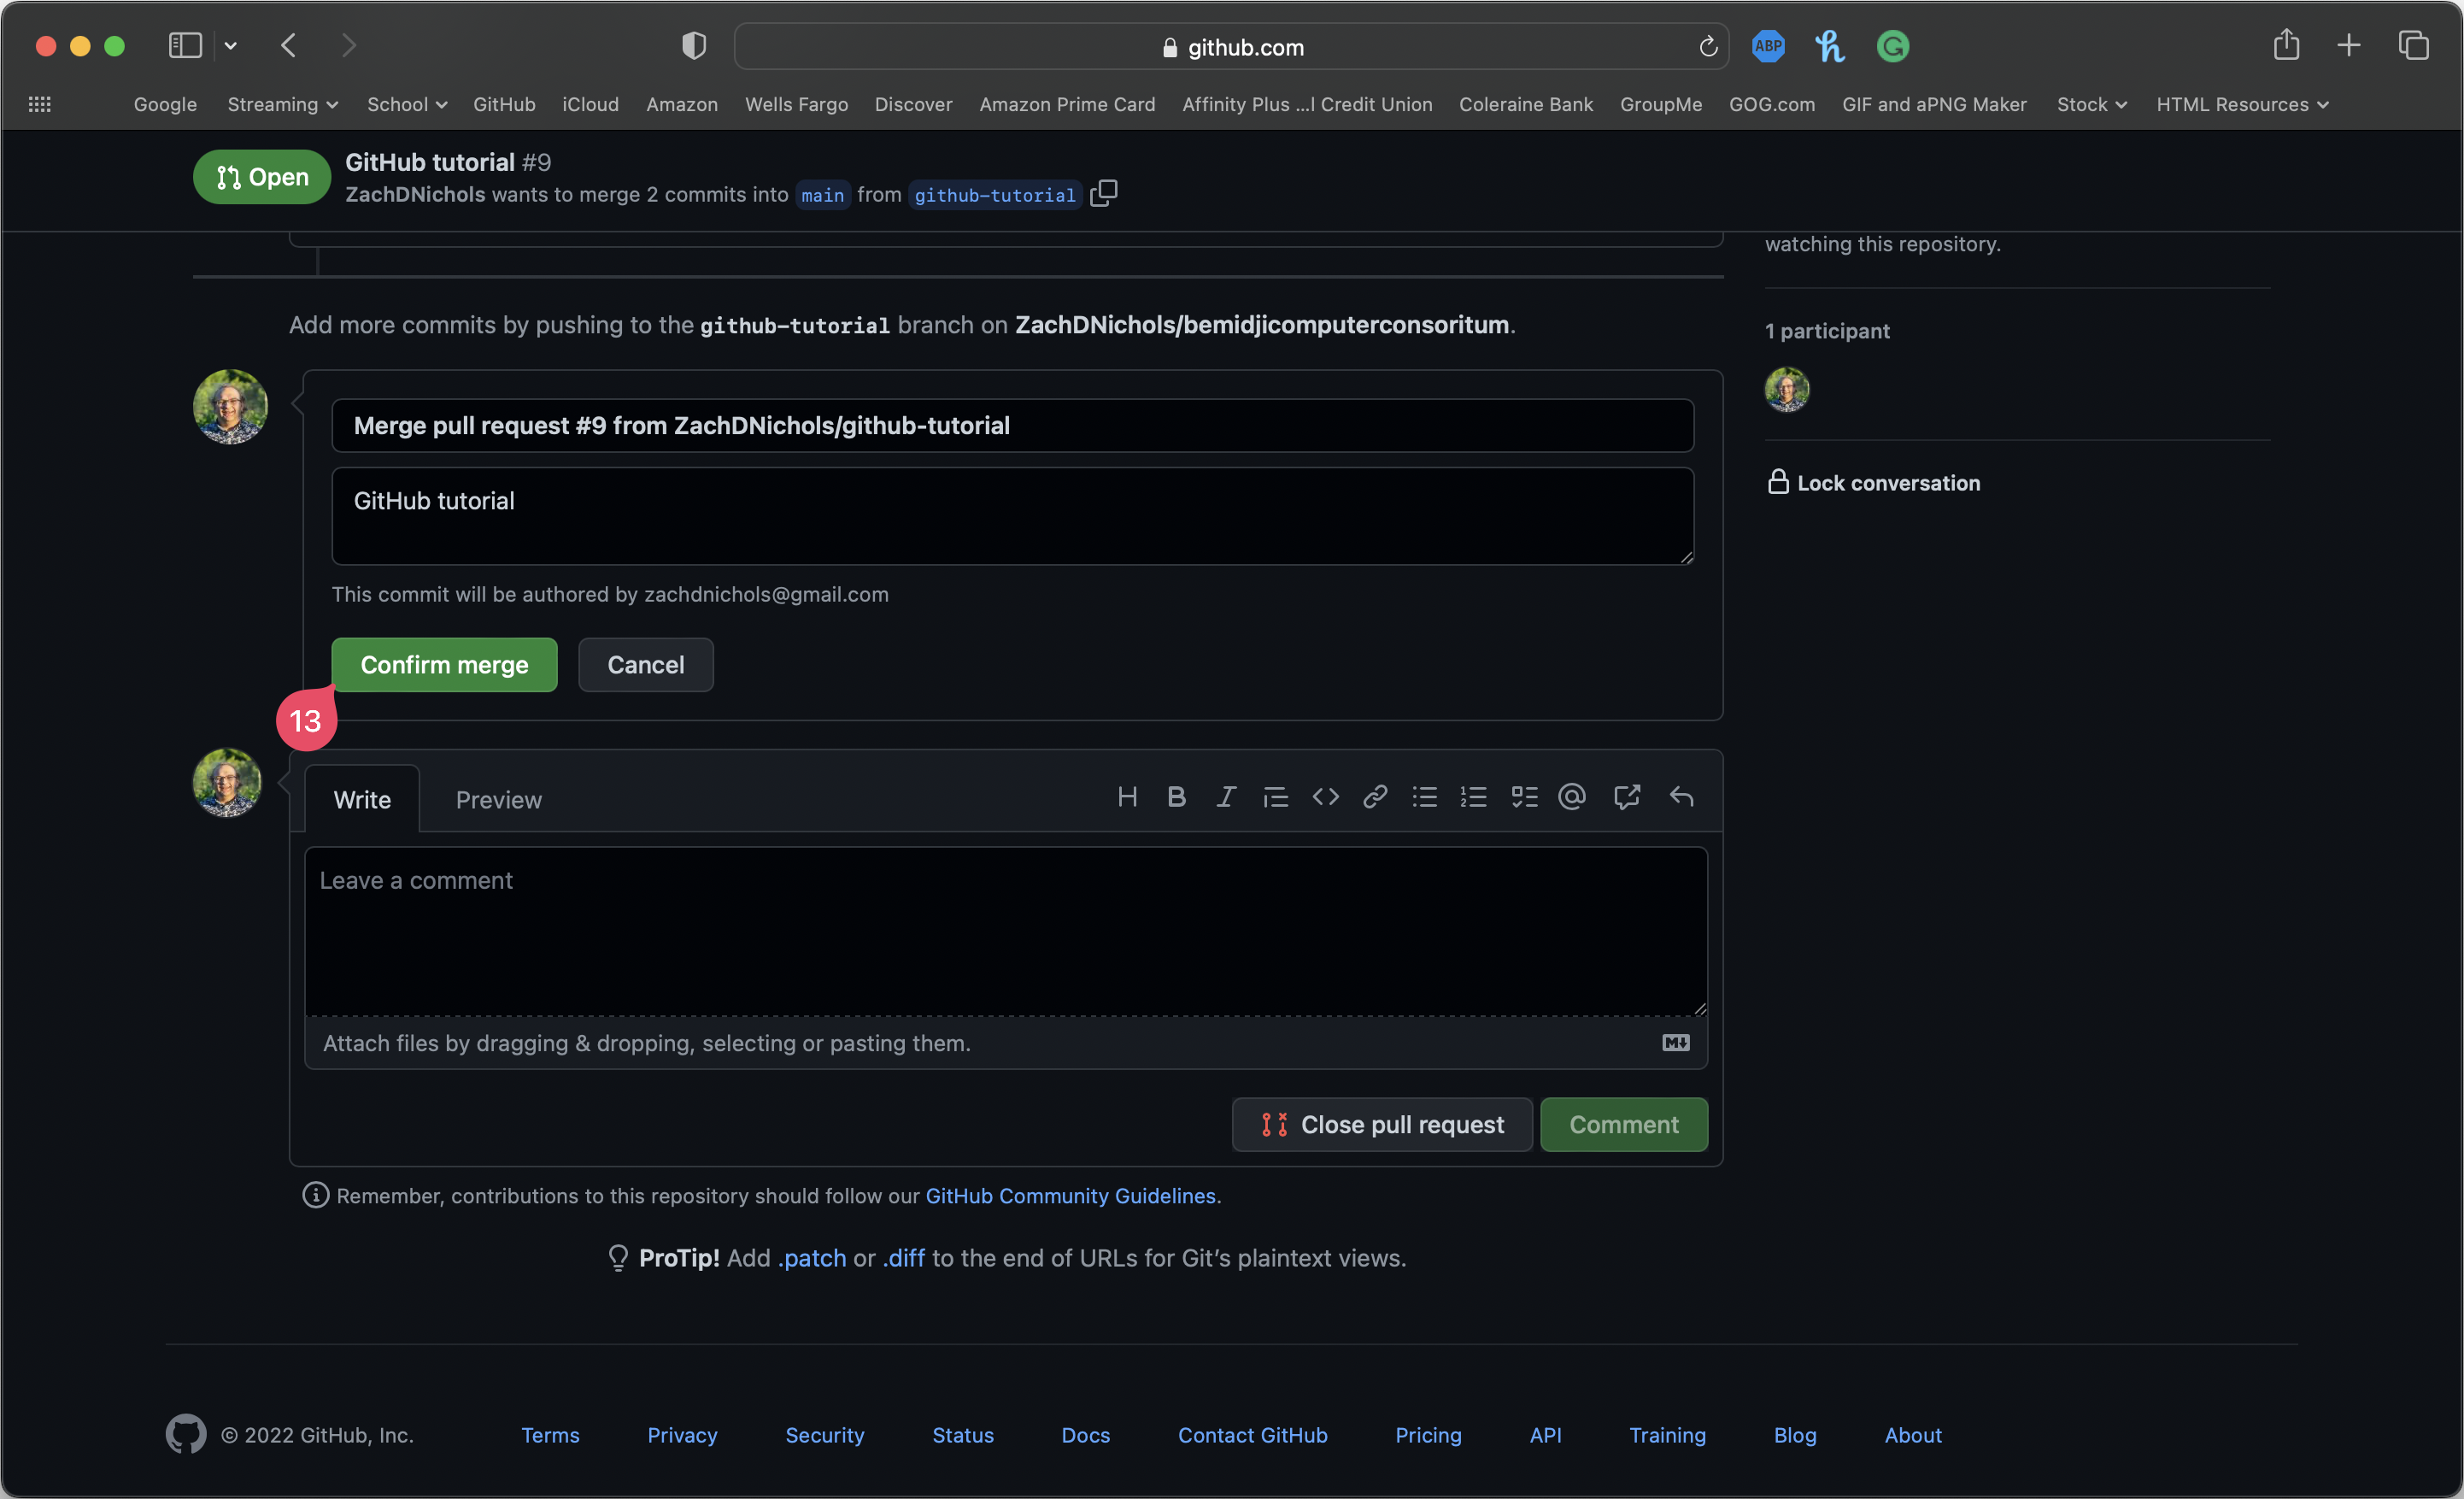 github.com
ABP
Google Streaming School GitHub iCloud Amazon Wells Fargo Discover Amazon Prime Card Affinity Plus ...l Credit Union Coleraine Bank GroupMe GOG.com GIF and aPNG Maker Stock HTML Resources
Open
GitHub tutorial #9
ZachDNichols wants to merge 2 commits into main from github-tutorial
watching this repository.
Add more commits by pushing to the github-tutorial branch on ZachDNichols/bemidjicomputerconsoritum.
1 participant
Merge pull request #9 from ZachDNichols/github-tutorial
GitHub tutorial
Lock conversation
This commit will be authored by zachdnichols@gmail.com
Confirm merge Cancel
13
Write Preview
Leave a comment
Attach files by dragging & dropping, selecting or pasting them.
Close pull request Comment
Remember, contributions to this repository should follow our GitHub Community Guidelines.
ProTip! Add .patch or .diff to the end of URLs for Git’s plaintext views.
© 2022 GitHub, Inc. Terms Privacy Security Status Docs Contact GitHub Pricing API Training Blog About